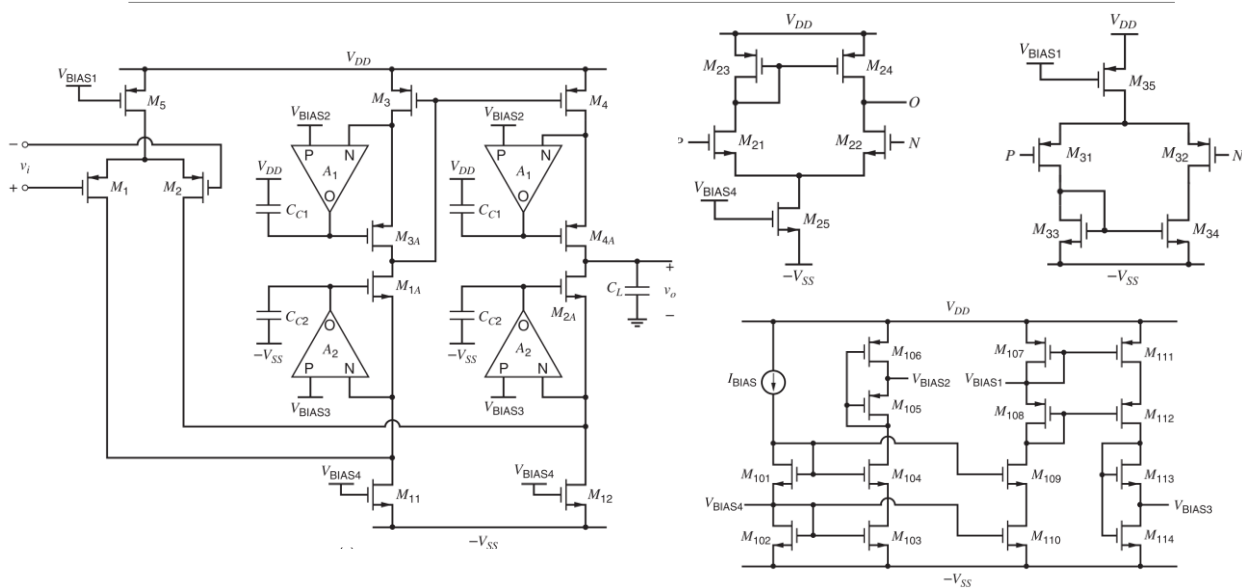 V_DD
V_BIAS1
M_5
M_3
M_4
V_BIAS2
V_BIAS2
P N
P N
− v_i +
A_1
A_1
V_DD
V_DD
M_1
M_2
O
O
C_C1
C_C1
M_3A
M_4A
M_1A
M_2A
C_L
+ v_o −
C_C2
C_C2
O
O
A_2
A_2
−V_SS
−V_SS
P N
P N
V_BIAS3
V_BIAS3
V_BIAS4
V_BIAS4
M_11
M_12
−V_SS
V_DD
M_23
M_24
O
M_21
M_22
N
V_BIAS4
M_25
−V_SS
V_DD
V_BIAS1
M_35
P
M_31
M_32
N
M_33
M_34
−V_SS
V_DD
M_106
M_107
M_111
I_BIAS
V_BIAS2
V_BIAS1
M_105
M_108
M_112
M_101
M_104
M_109
M_113
V_BIAS4
V_BIAS3
M_102
M_103
M_110
M_114
−V_SS